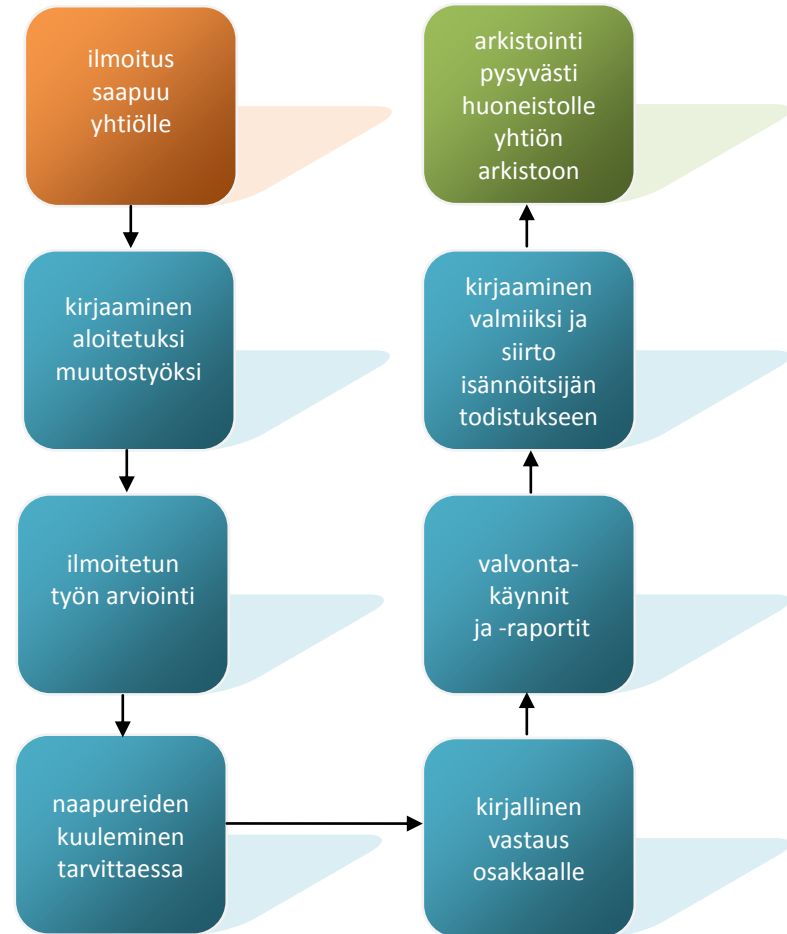 ilmoitus
saapuu
yhtiölle
kirjaaminen
aloitetuksi
muutostyöksi
ilmoitetun
työn arviointi
naapureiden
kuuleminen
tarvittaessa
kirjallinen
vastaus
osakkaalle
valvonta-
käynnit
ja -raportit
kirjaaminen
valmiiksi ja
siirto
isännöitsijän
todistukseen
arkistointi
pysyvästi
huoneistolle
yhtiön
arkistoon